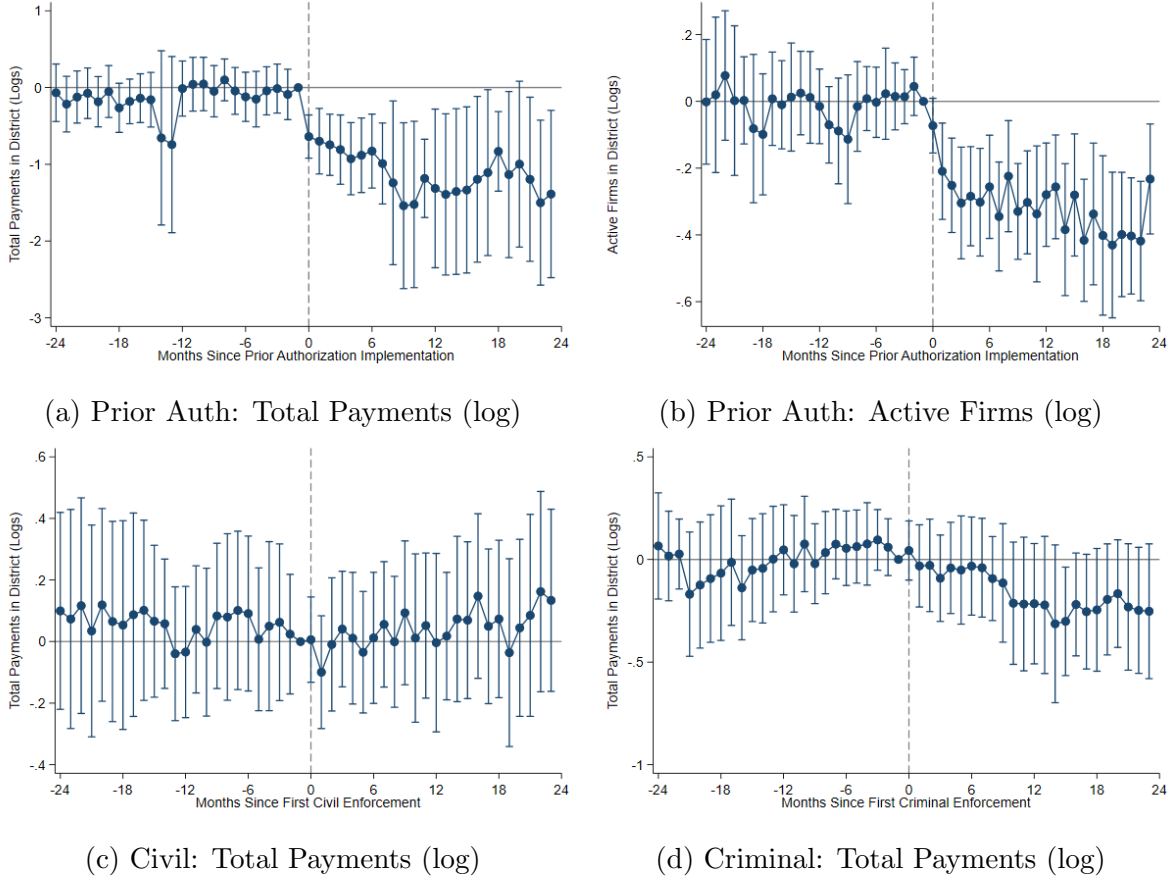 1
0
-1
-2
-3
Total Payments in District (Logs)
-24 -18 -12 -6 0 6 12 18 24
Months Since Prior Authorization Implementation
(a) Prior Auth: Total Payments (log)
.2
0
-.2
-.4
-.6
Active Firms in District (Logs)
-24 -18 -12 -6 0 6 12 18 24
Months Since Prior Authorization Implementation
(b) Prior Auth: Active Firms (log)
.6
.4
.2
0
-.2
-.4
Total Payments in District (Logs)
-24 -18 -12 -6 0 6 12 18 24
Months Since First Civil Enforcement
(c) Civil: Total Payments (log)
.5
0
-.5
-1
Total Payments in District (Logs)
-24 -18 -12 -6 0 6 12 18 24
Months Since First Criminal Enforcement
(d) Criminal: Total Payments (log)